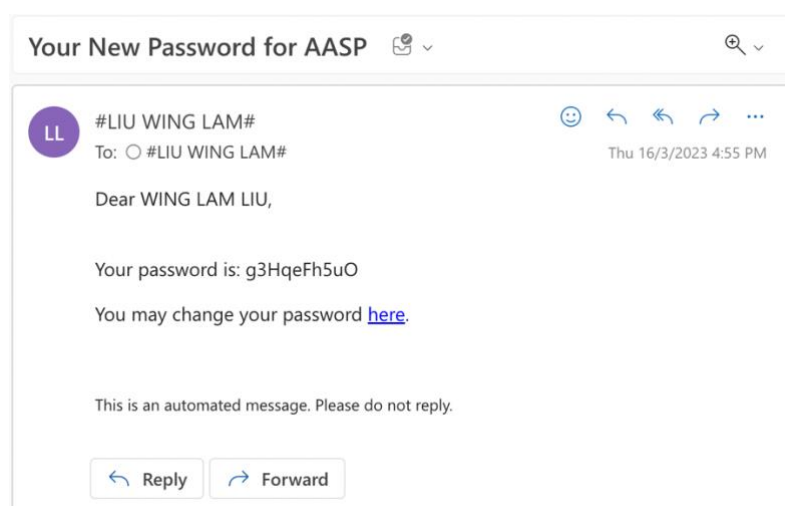 Your New Password for AASP
LL
#LIU WING LAM#
To: #LIU WING LAM#
Thu 16/3/2023 4:55 PM
Dear WING LAM LIU,
Your password is: g3HqeFh5uO
You may change your password here.
This is an automated message. Please do not reply.
Reply
Forward